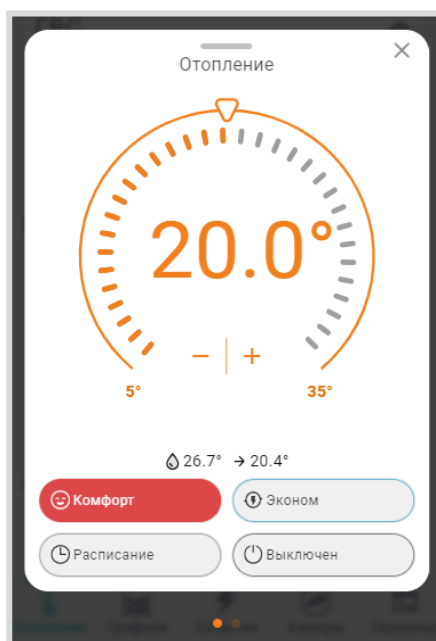 Отопление
20.0°
− | +
5° 35°
26.7° → 20.4°
Комфорт Эконом
Расписание Выключен